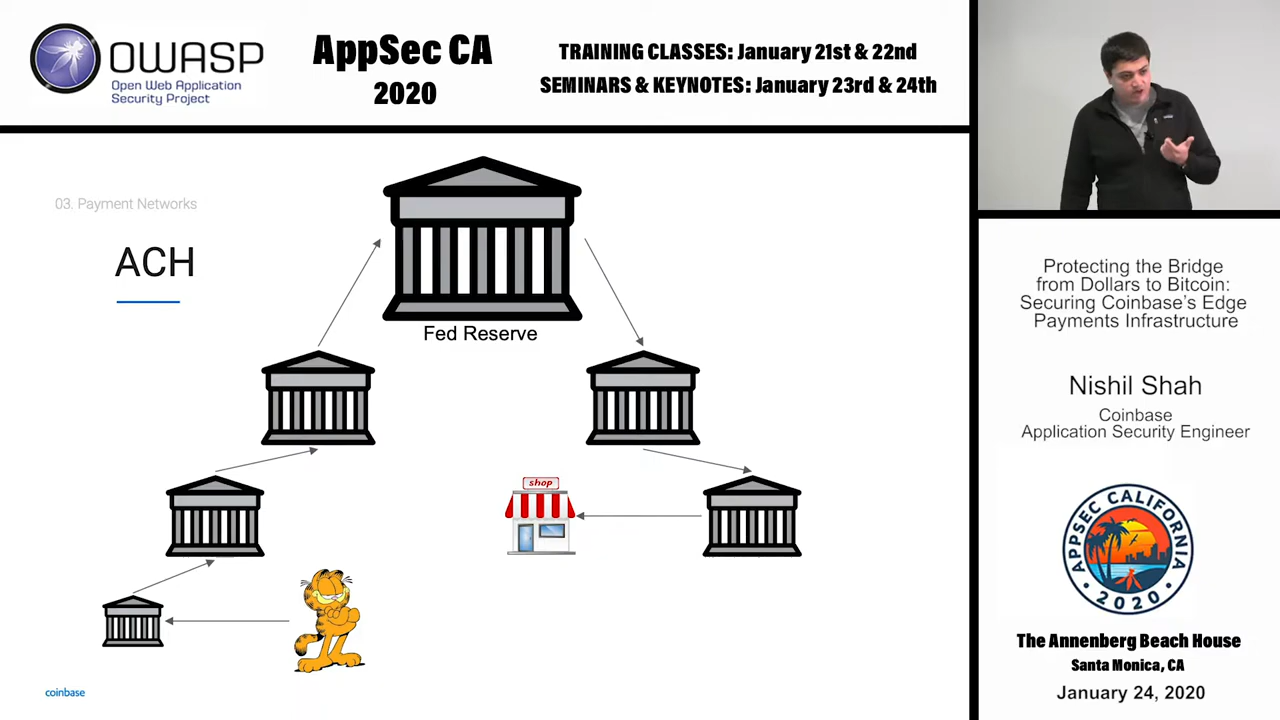 OWASP
Open Web Application
Security Project
AppSec CA
2020
TRAINING CLASSES: January 21st & 22nd
SEMINARS & KEYNOTES: January 23rd & 24th
03. Payment Networks
ACH
Fed Reserve
shop
coinbase
Protecting the Bridge
from Dollars to Bitcoin:
Securing Coinbase's Edge
Payments Infrastructure
Nishil Shah
Coinbase
Application Security Engineer
APPSEC CALIFORNIA
• 2020 •
The Annenberg Beach House
Santa Monica, CA
January 24, 2020